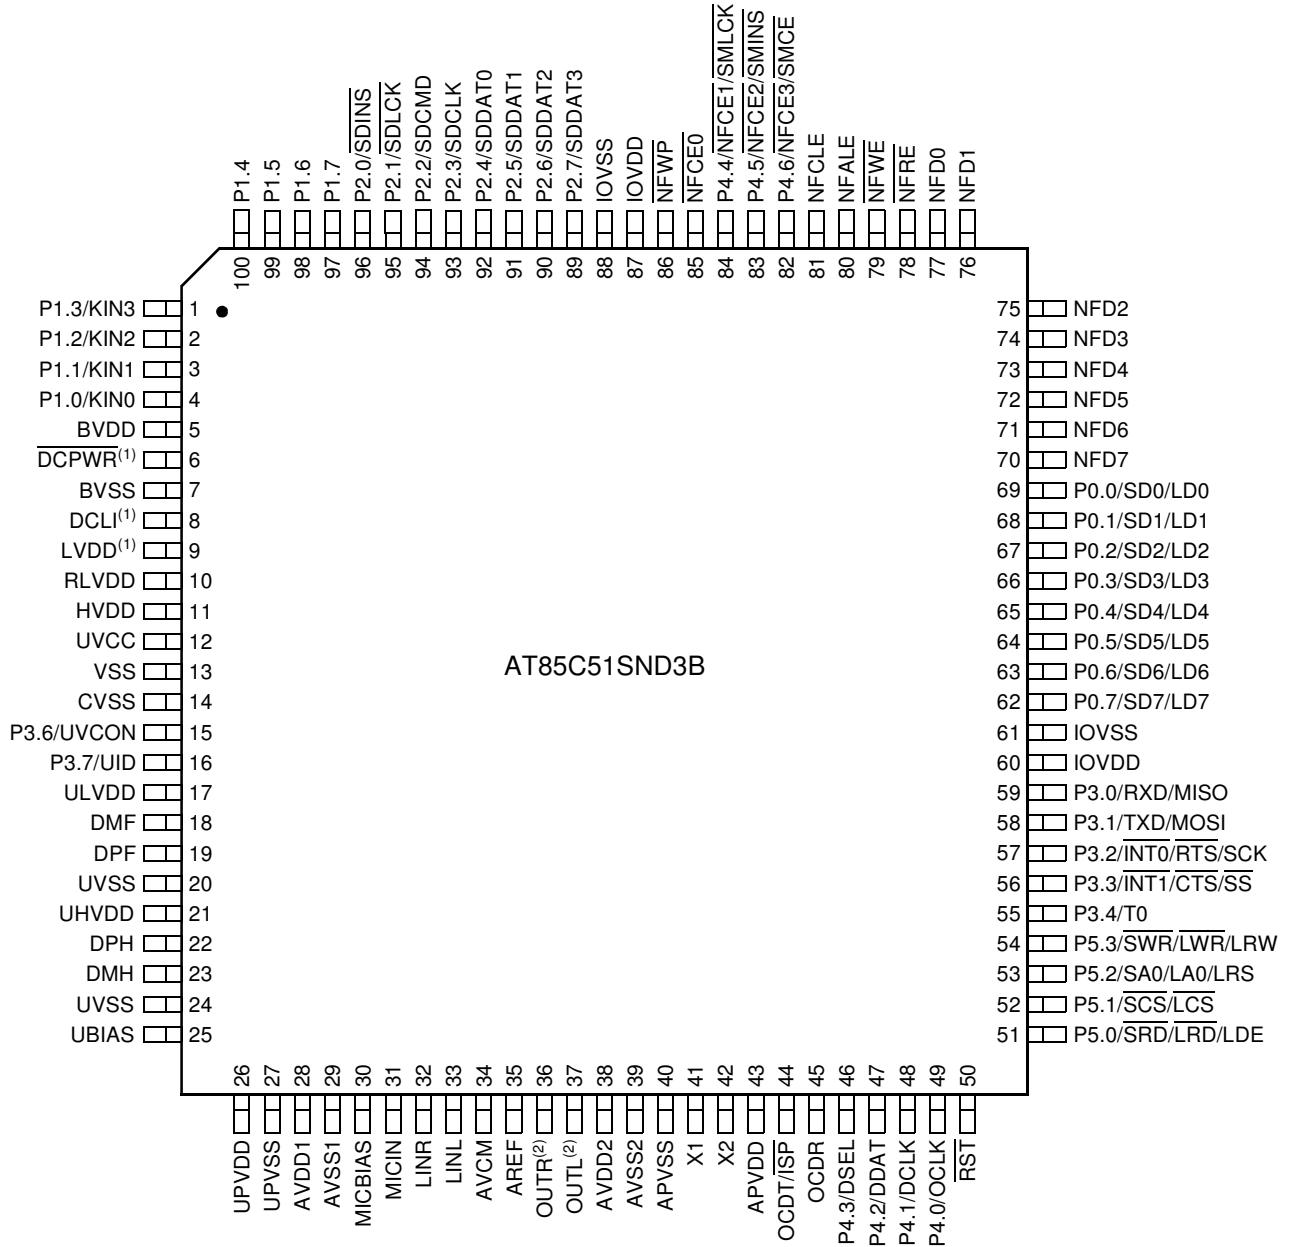 P1.4
P1.5
P1.6
P1.7
P2.0/SDINS
P2.1/SDLCK
P2.2/SDCMD
P2.3/SDCLK
P2.4/SDDAT0
P2.5/SDDAT1
P2.6/SDDAT2
P2.7/SDDAT3
IOVSS
IOVDD
NFWP
NFCE0
P4.4/NFCE1/SMLCK
P4.5/NFCE2/SMINS
P4.6/NFCE3/SMCE
NFCLE
NFALE
NFWE
NFRE
NFD0
NFD1
100
99
98
97
96
95
94
93
92
91
90
89
88
87
86
85
84
83
82
81
80
79
78
77
76
P1.3/KIN3 1
P1.2/KIN2 2
P1.1/KIN1 3
P1.0/KIN0 4
BVDD 5
DCPWR(1) 6
BVSS 7
DCLI(1) 8
LVDD(1) 9
RLVDD 10
HVDD 11
UVCC 12
VSS 13
CVSS 14
P3.6/UVCON 15
P3.7/UID 16
ULVDD 17
DMF 18
DPF 19
UVSS 20
UHVDD 21
DPH 22
DMH 23
UVSS 24
UBIAS 25
AT85C51SND3B
75 NFD2
74 NFD3
73 NFD4
72 NFD5
71 NFD6
70 NFD7
69 P0.0/SD0/LD0
68 P0.1/SD1/LD1
67 P0.2/SD2/LD2
66 P0.3/SD3/LD3
65 P0.4/SD4/LD4
64 P0.5/SD5/LD5
63 P0.6/SD6/LD6
62 P0.7/SD7/LD7
61 IOVSS
60 IOVDD
59 P3.0/RXD/MISO
58 P3.1/TXD/MOSI
57 P3.2/INT0/RTS/SCK
56 P3.3/INT1/CTS/SS
55 P3.4/T0
54 P5.3/SWR/LWR/LRW
53 P5.2/SA0/LA0/LRS
52 P5.1/SCS/LCS
51 P5.0/SRD/LRD/LDE
26
27
28
29
30
31
32
33
34
35
36
37
38
39
40
41
42
43
44
45
46
47
48
49
50
UPVDD
UPVSS
AVDD1
AVSS1
MICBIAS
MICIN
LINR
LINL
AVCM
AREF
OUTR(2)
OUTL(2)
AVDD2
AVSS2
APVSS
X1
X2
APVDD
OCDT/ISP
OCDR
P4.3/DSEL
P4.2/DDAT
P4.1/DCLK
P4.0/OCLK
RST